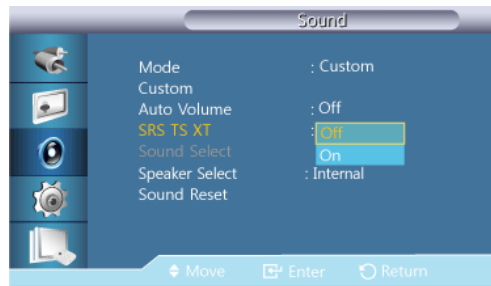 Sound
Mode : Custom
Custom
Auto Volume : Off
SRS TS XT : Off
On
Sound Select
Speaker Select : Internal
Sound Reset
Move Enter Return